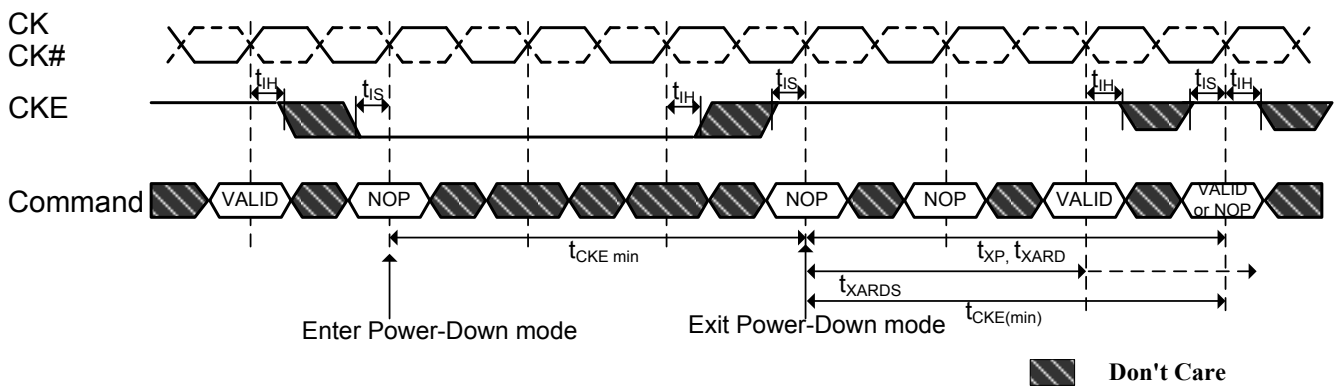 CK
CK#
tIH
tIS
tIH
tIS
tIH
tIS
tIH
CKE
Command
VALID
NOP
NOP
NOP
VALID
VALID or NOP
tCKE min
tXP, tXARD
tXARDS
tCKE(min)
Enter Power-Down mode
Exit Power-Down mode
Don't Care